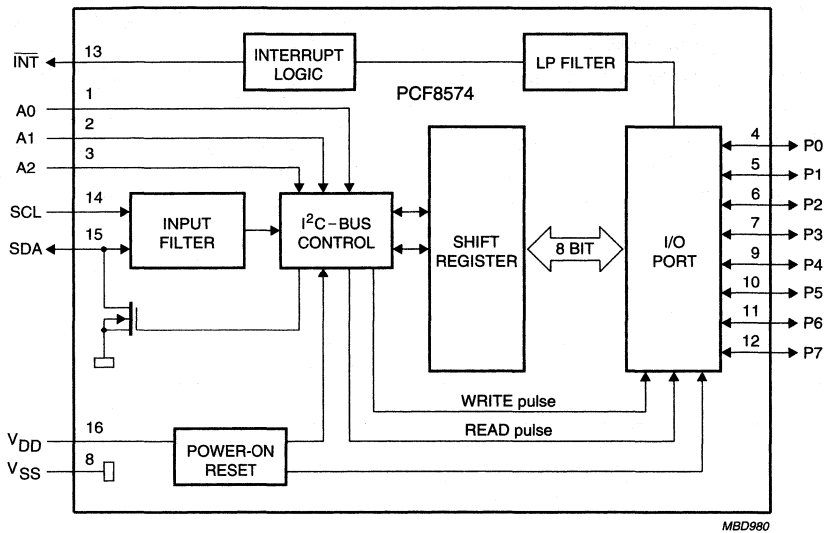 INT
13
INTERRUPT
LOGIC
LP FILTER
PCF8574
A0
1
A1
2
A2
3
SCL
14
SDA
15
INPUT
FILTER
I²C–BUS
CONTROL
SHIFT
REGISTER
8 BIT
I/O
PORT
4
P0
5
P1
6
P2
7
P3
9
P4
10
P5
11
P6
12
P7
WRITE pulse
READ pulse
VDD
16
VSS
8
POWER-ON
RESET
MBD980